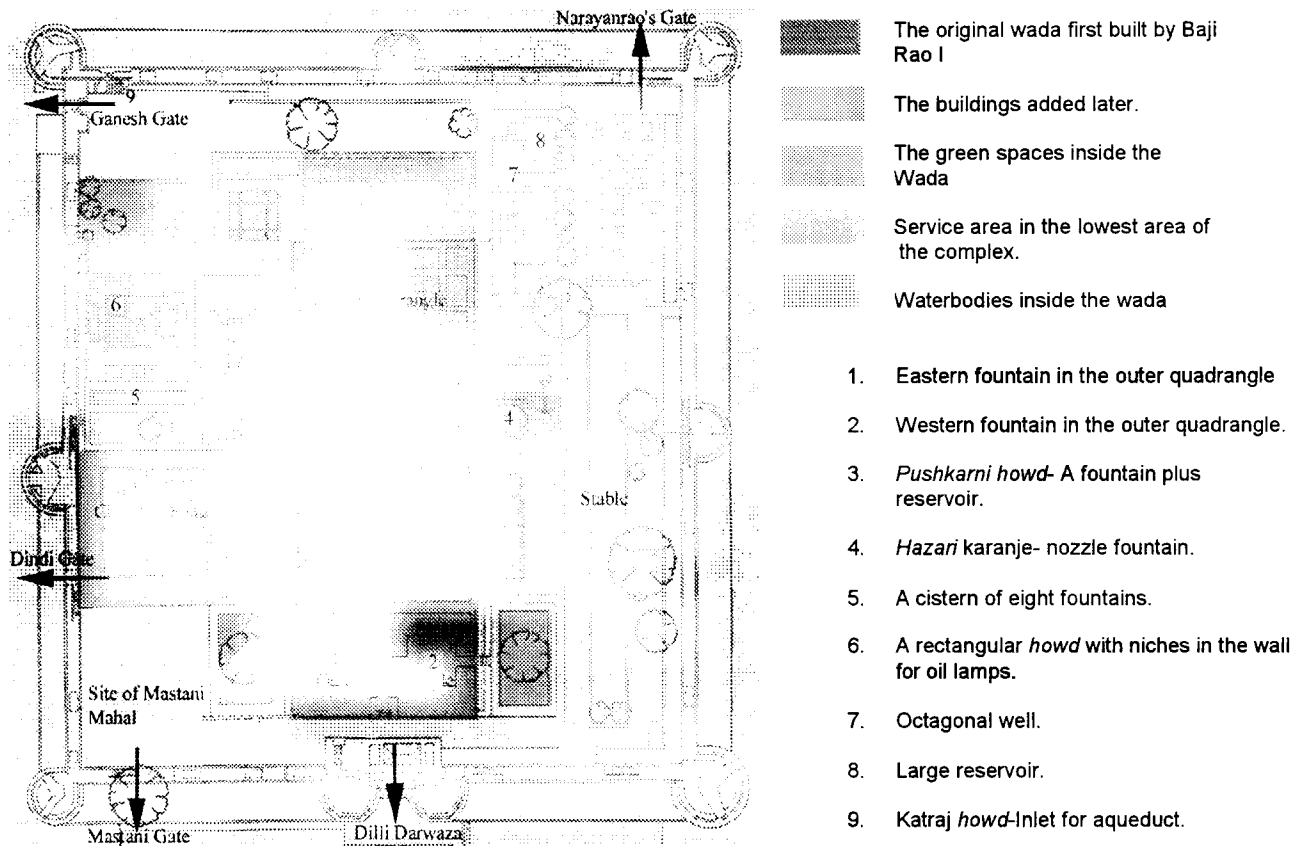 Narayanrao's Gate
9
Ganesh Gate
8
7
6
5
4
Stable
Dindi Gate
2
Site of Mastani
Mahal
Mastani Gate
Dilli Darwaza
The original wada first built by Baji
Rao I
The buildings added later.
The green spaces inside the
Wada
Service area in the lowest area of
the complex.
Waterbodies inside the wada
1. Eastern fountain in the outer quadrangle
2. Western fountain in the outer quadrangle.
3. Pushkarni howd- A fountain plus
reservoir.
4. Hazari karanje- nozzle fountain.
5. A cistern of eight fountains.
6. A rectangular howd with niches in the wall
for oil lamps.
7. Octagonal well.
8. Large reservoir.
9. Katraj howd-Inlet for aqueduct.